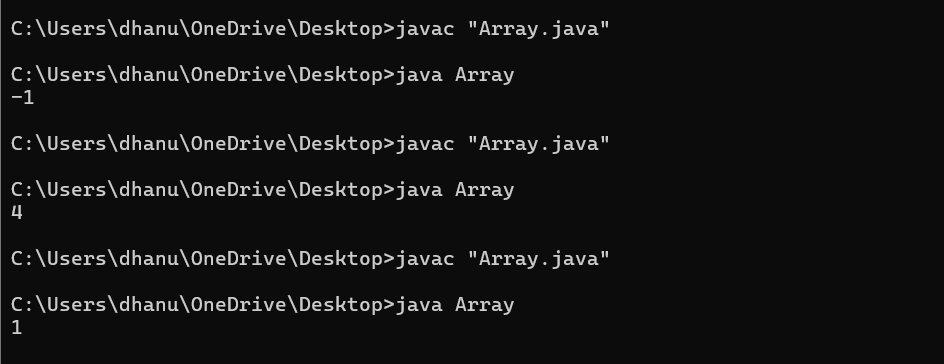 C:\Users\dhanu\OneDrive\Desktop>javac "Array.java"
C:\Users\dhanu\OneDrive\Desktop>java Array
-1
C:\Users\dhanu\OneDrive\Desktop>javac "Array.java"
C:\Users\dhanu\OneDrive\Desktop>java Array
4
C:\Users\dhanu\OneDrive\Desktop>javac "Array.java"
C:\Users\dhanu\OneDrive\Desktop>java Array
1